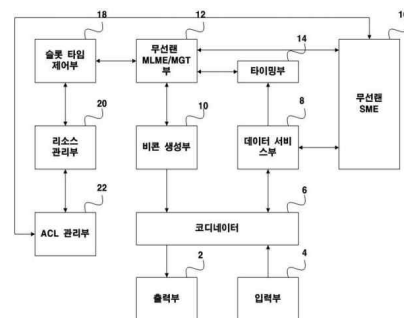 18
12
16
슬롯 타임
제어부
무선랜
MLME/MGT
부
14
타이밍부
무선랜
SME
20
10
8
리소스
관리부
비콘 생성부
데이터 서비
스부
22
6
ACL 관리부
코디네이터
2
4
출력부
입력부